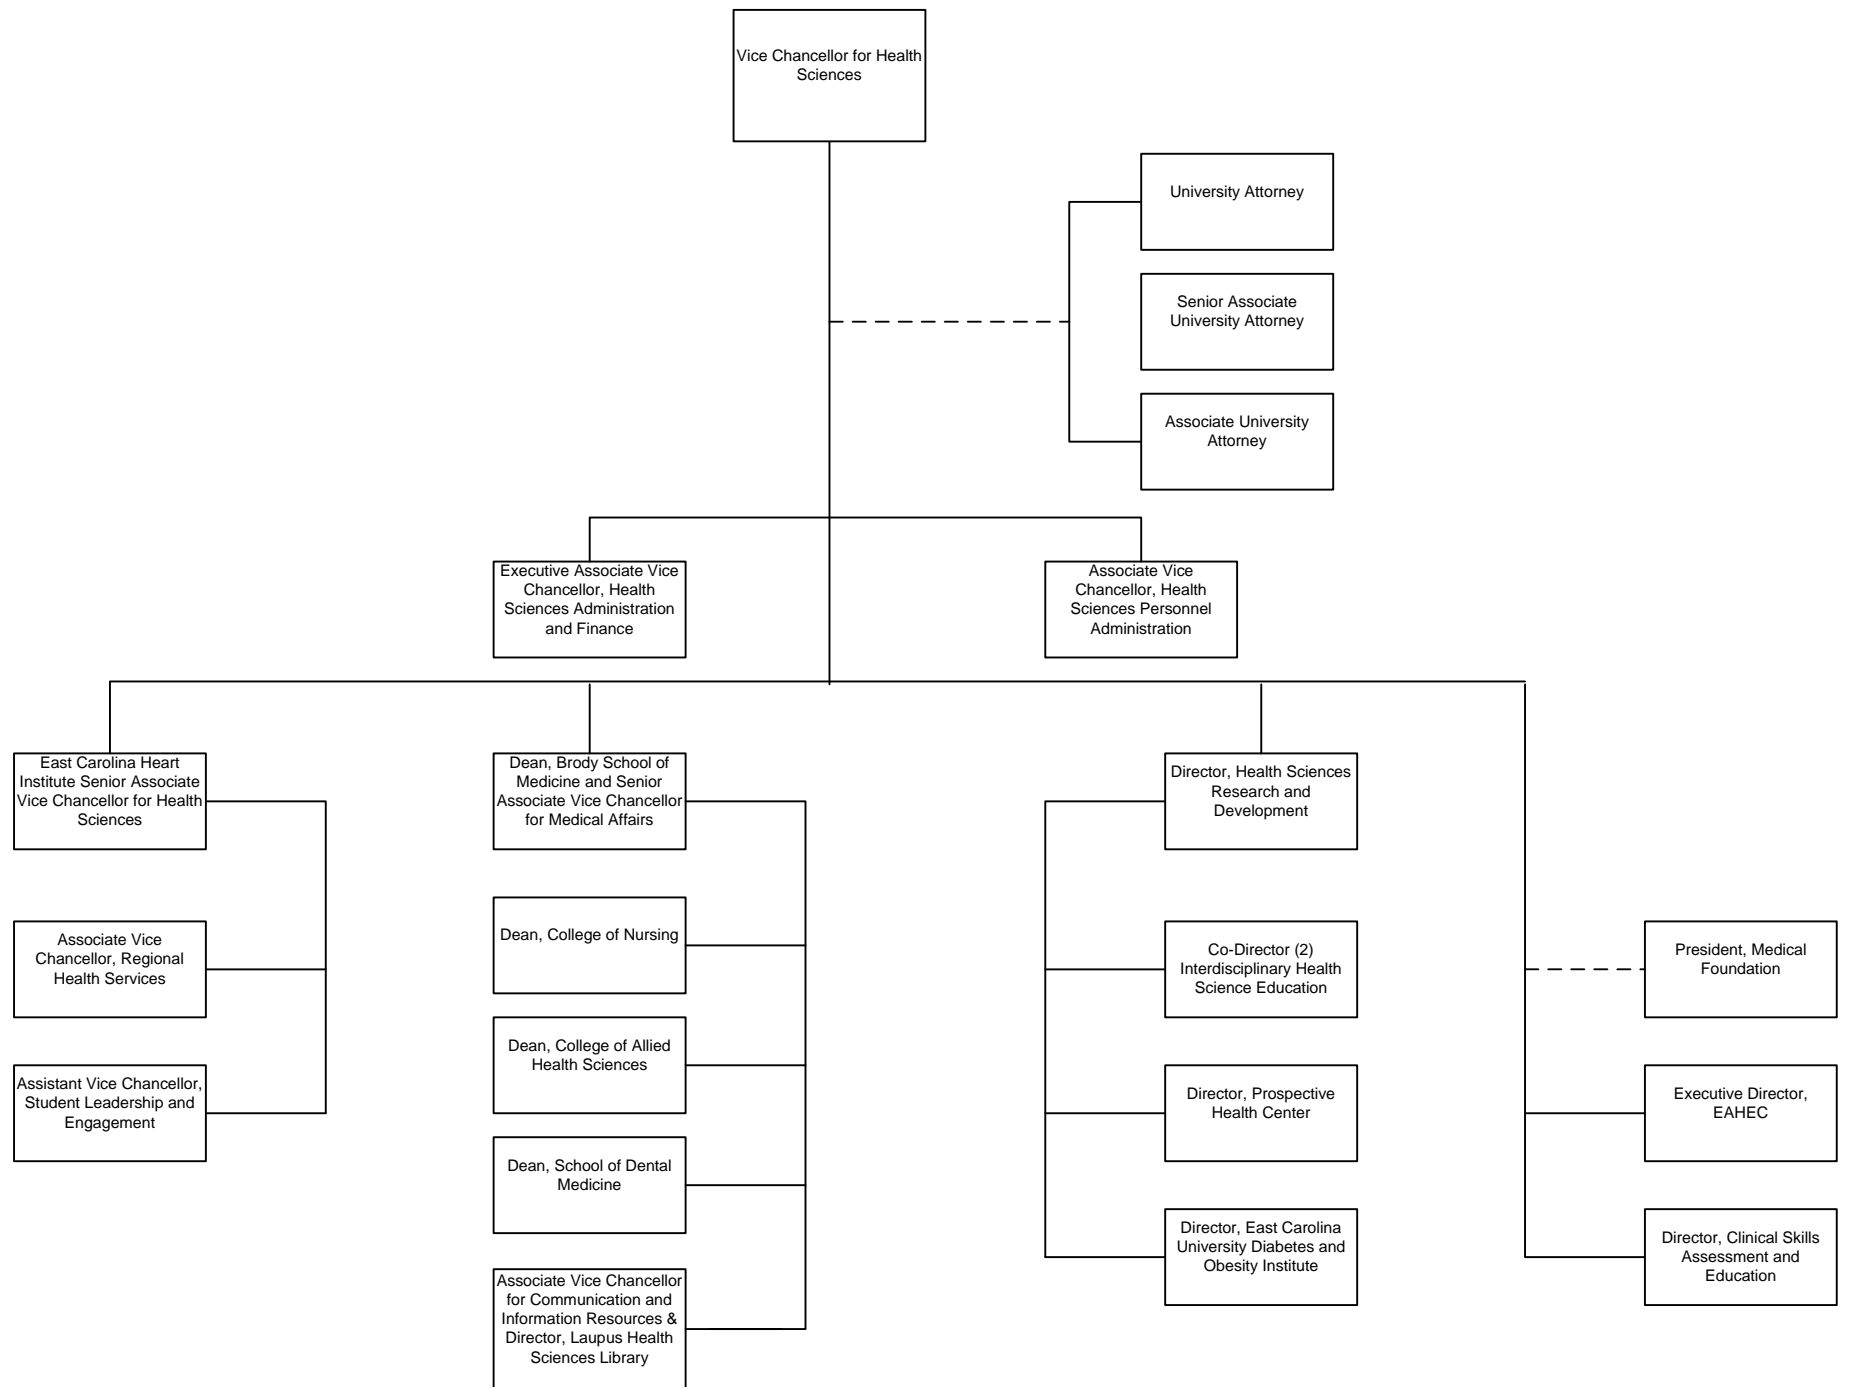 Vice Chancellor for Health
Sciences
University Attorney
Senior Associate
University Attorney
Associate University
Attorney
Executive Associate Vice
Chancellor, Health
Sciences Administration
and Finance
Associate Vice
Chancellor, Health
Sciences Personnel
Administration
East Carolina Heart
Institute Senior Associate
Vice Chancellor for Health
Sciences
Associate Vice
Chancellor, Regional
Health Services
Assistant Vice Chancellor,
Student Leadership and
Engagement
Dean, Brody School of
Medicine and Senior
Associate Vice Chancellor
for Medical Affairs
Dean, College of Nursing
Dean, College of Allied
Health Sciences
Dean, School of Dental
Medicine
Associate Vice Chancellor
for Communication and
Information Resources &
Director, Laupus Health
Sciences Library
Director, Health Sciences
Research and
Development
Co-Director (2)
Interdisciplinary Health
Science Education
Director, Prospective
Health Center
Director, East Carolina
University Diabetes and
Obesity Institute
President, Medical
Foundation
Executive Director,
EAHEC
Director, Clinical Skills
Assessment and
Education